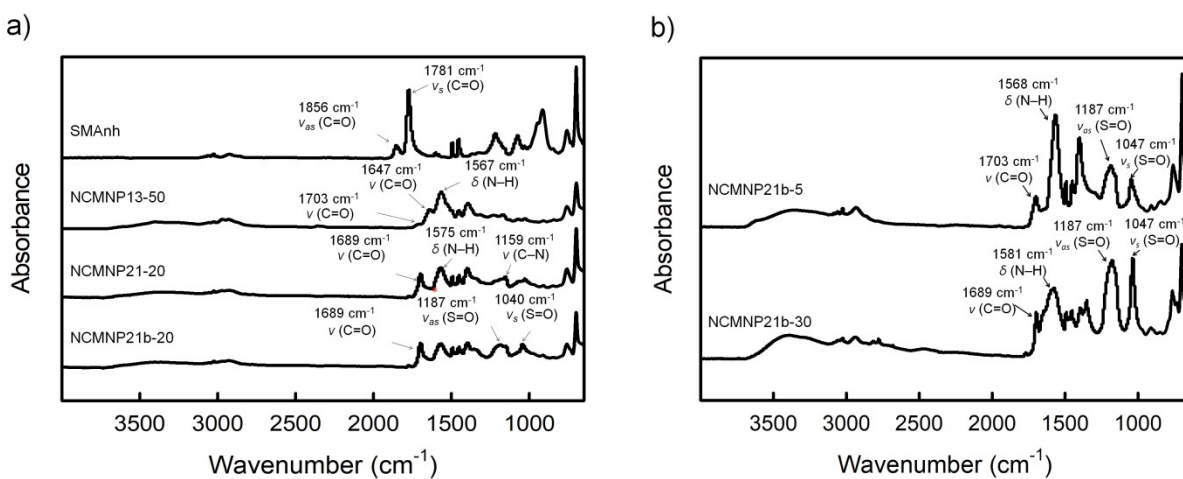 a)
Absorbance
SMAnh
1856 cm⁻¹
νas (C=O)
1781 cm⁻¹
νs (C=O)
NCMNP13-50
1703 cm⁻¹
ν (C=O)
1647 cm⁻¹
ν (C=O)
1567 cm⁻¹
δ (N–H)
NCMNP21-20
1689 cm⁻¹
ν (C=O)
1575 cm⁻¹
δ (N–H)
1159 cm⁻¹
ν (C–N)
NCMNP21b-20
1689 cm⁻¹
ν (C=O)
1187 cm⁻¹
νas (S=O)
1040 cm⁻¹
νs (S=O)
3500 3000 2500 2000 1500 1000
Wavenumber (cm⁻¹)
b)
Absorbance
NCMNP21b-5
1703 cm⁻¹
ν (C=O)
1568 cm⁻¹
δ (N–H)
1187 cm⁻¹
νas (S=O)
1047 cm⁻¹
νs (S=O)
NCMNP21b-30
1689 cm⁻¹
ν (C=O)
1581 cm⁻¹
δ (N–H)
1187 cm⁻¹
νas (S=O)
1047 cm⁻¹
νs (S=O)
3500 3000 2500 2000 1500 1000
Wavenumber (cm⁻¹)